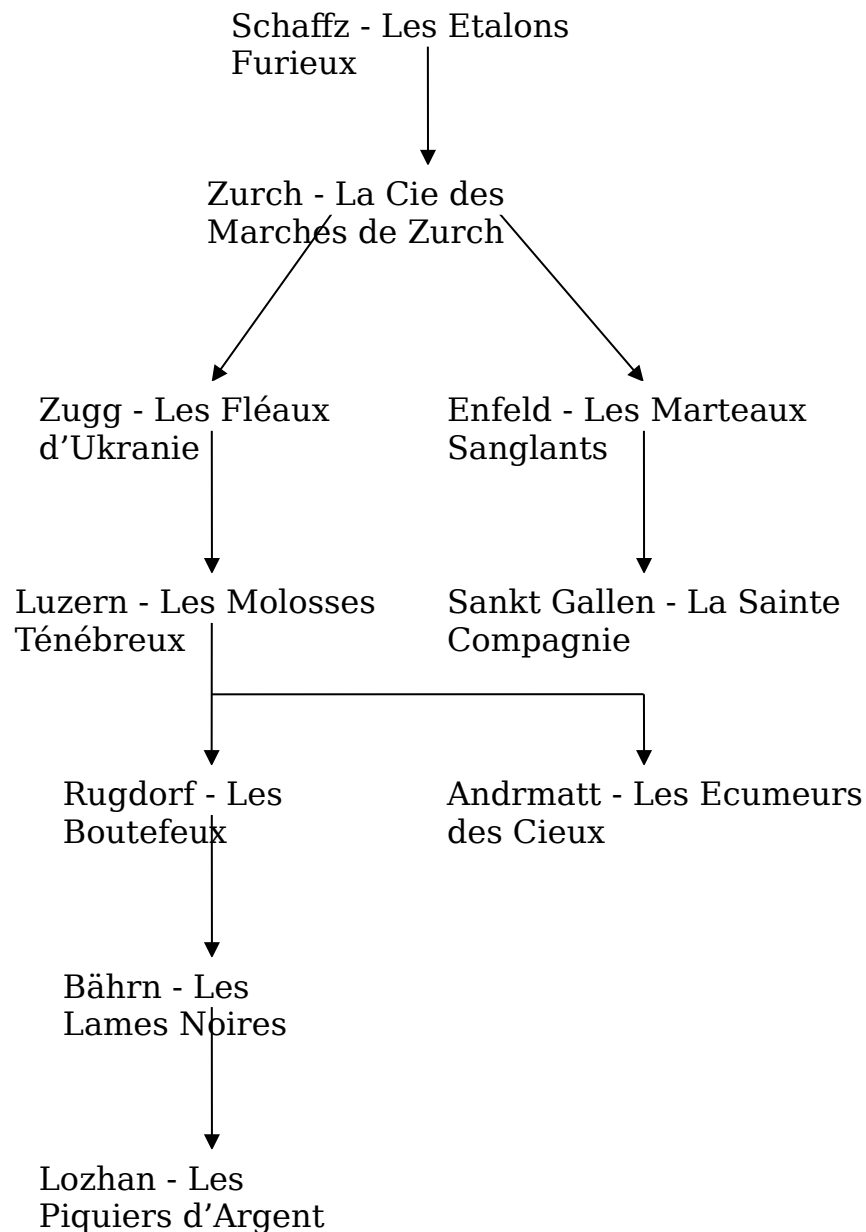 Schaffz - Les Etalons
Furieux
Zurch - La Cie des
Marches de Zurch
Zugg - Les Fléaux
d’Ukranie
Enfeld - Les Marteaux
Sanglants
Luzern - Les Molosses
Ténébreux
Sankt Gallen - La Sainte
Compagnie
Rugdorf - Les
Boutefeux
Andrmatt - Les Ecumeurs
des Cieux
Bährn - Les
Lames Noires
Lozhan - Les
Piquiers d’Argent